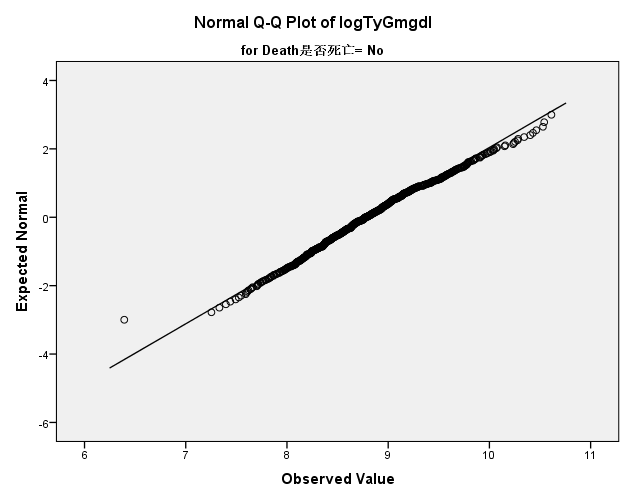 Normal Q-Q Plot of logTyGmgdl
for Death是否死亡= No
4
2
0
-2
-4
-6
Expected Normal
6 7 8 9 10 11
Observed Value